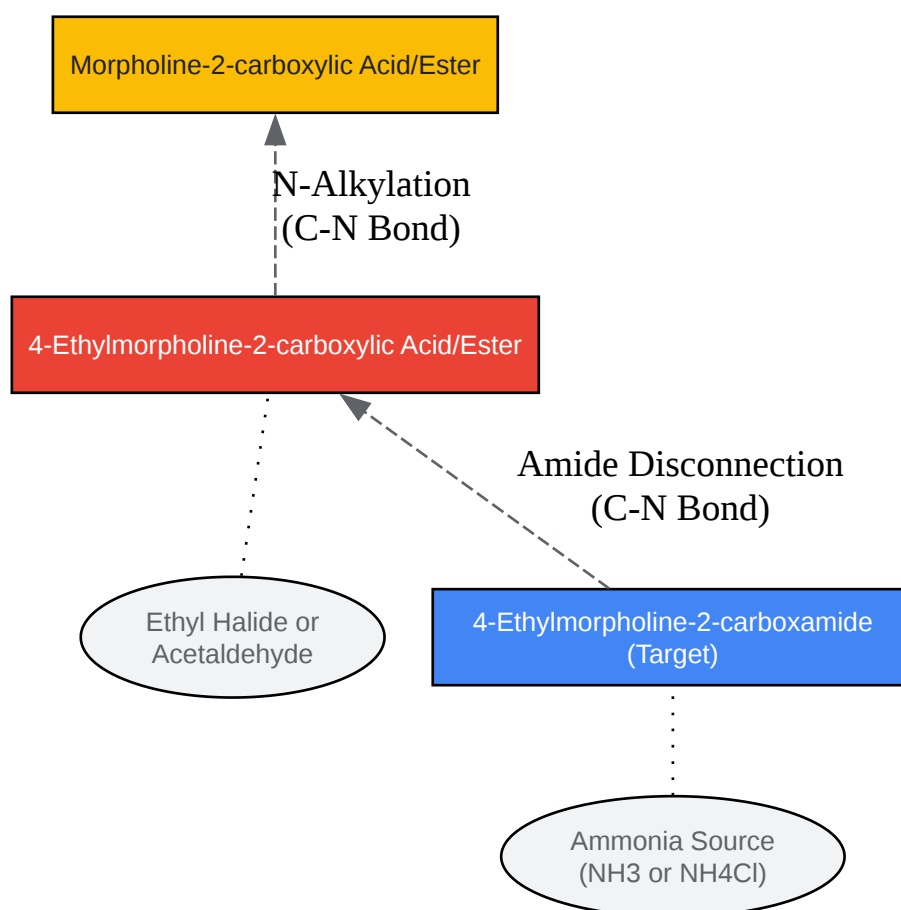 Morpholine-2-carboxylic Acid/Ester
N-Alkylation
(C-N Bond)
4-Ethylmorpholine-2-carboxylic Acid/Ester
Amide Disconnection
(C-N Bond)
Ethyl Halide or
Acetaldehyde
4-Ethylmorpholine-2-carboxamide
(Target)
Ammonia Source
(NH3 or NH4Cl)